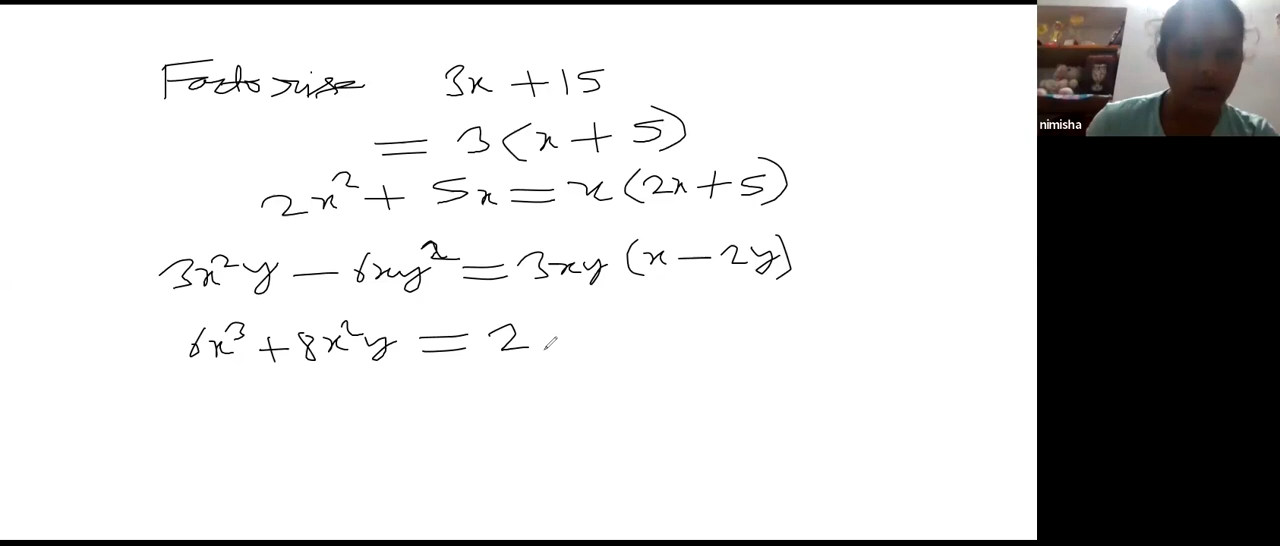 Factorise 3x + 15
= 3(x + 5)
2x² + 5x = x(2x + 5)
3x²y − 6xy² = 3xy(x − 2y)
6x³ + 8x²y = 2
nimisha